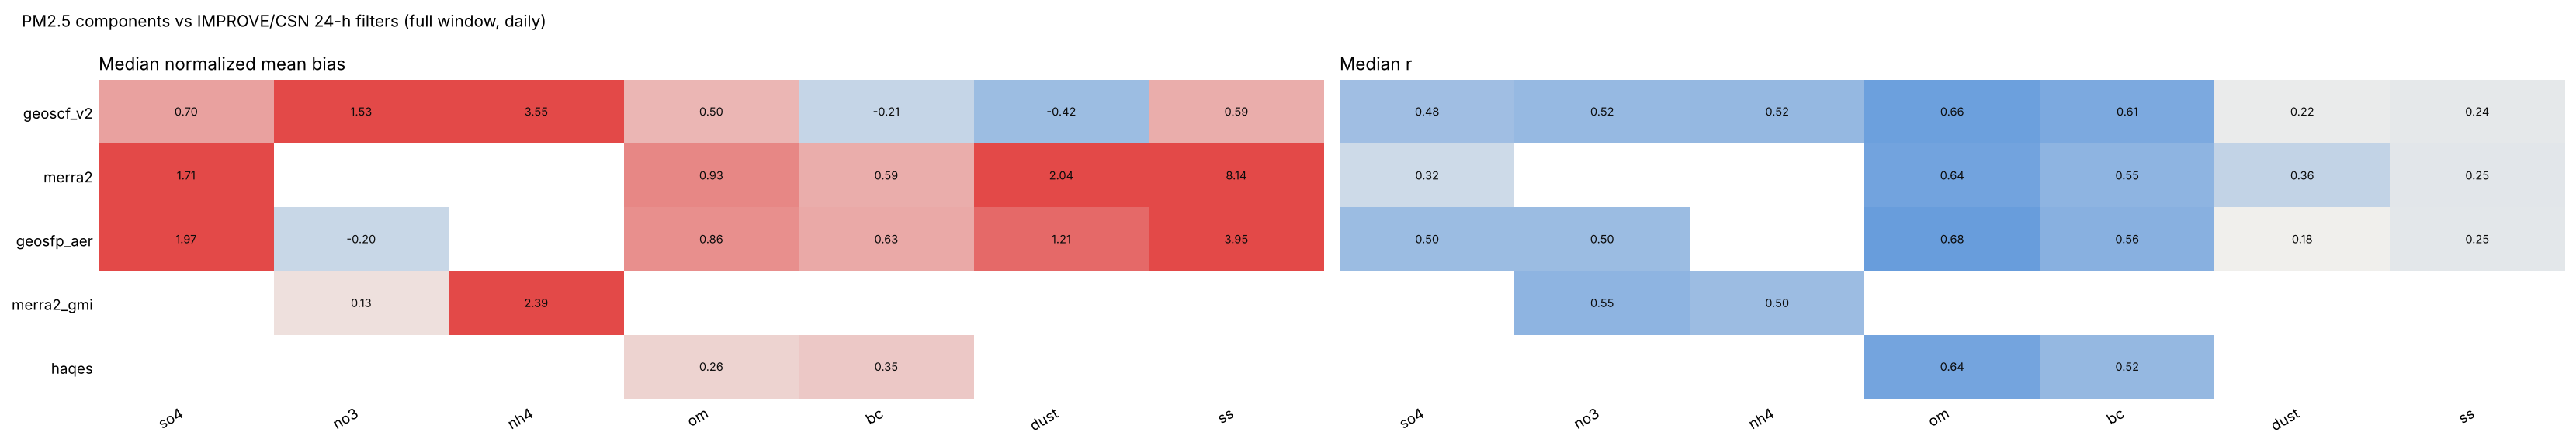 PM2.5 components vs IMPROVE/CSN 24-h filters (full window, daily)
Median normalized mean bias
geoscf_v2 0.70 1.53 3.55 0.50 -0.21 -0.42 0.59
merra2 1.71 0.93 0.59 2.04 8.14
geosfp_aer 1.97 -0.20 0.86 0.63 1.21 3.95
merra2_gmi 0.13 2.39
haqes 0.26 0.35
so4 no3 nh4 om bc dust ss
Median r
0.48 0.52 0.52 0.66 0.61 0.22 0.24
0.32 0.64 0.55 0.36 0.25
0.50 0.50 0.68 0.56 0.18 0.25
0.55 0.50
0.64 0.52
so4 no3 nh4 om bc dust ss